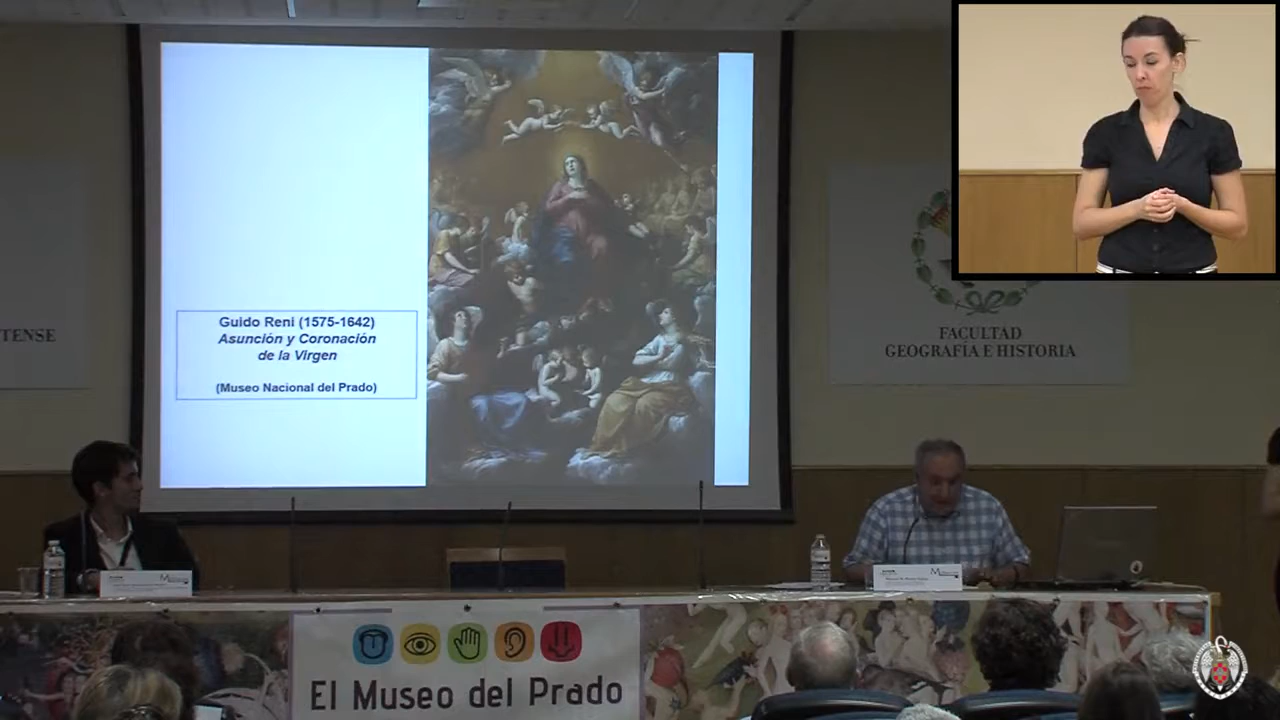 Guido Reni (1575-1642)
Asunción y Coronación
de la Virgen
(Museo Nacional del Prado)
TENSE
FACULTAD
GEOGRAFÍA E HISTORIA
El Museo del Prado